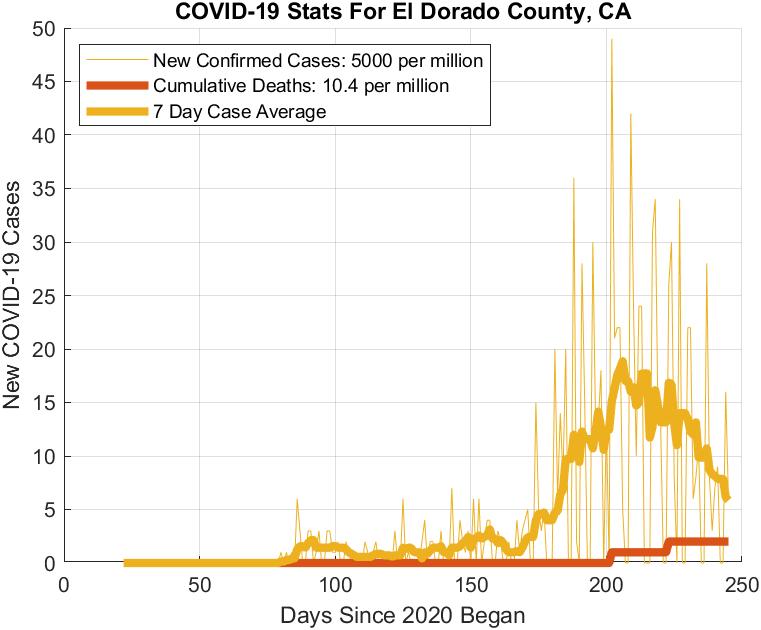 COVID-19 Stats For El Dorado County, CA
New Confirmed Cases: 5000 per million
Cumulative Deaths: 10.4 per million
7 Day Case Average
New COVID-19 Cases
50
45
40
35
30
25
20
15
10
5
0
0 50 100 150 200 250
Days Since 2020 Began